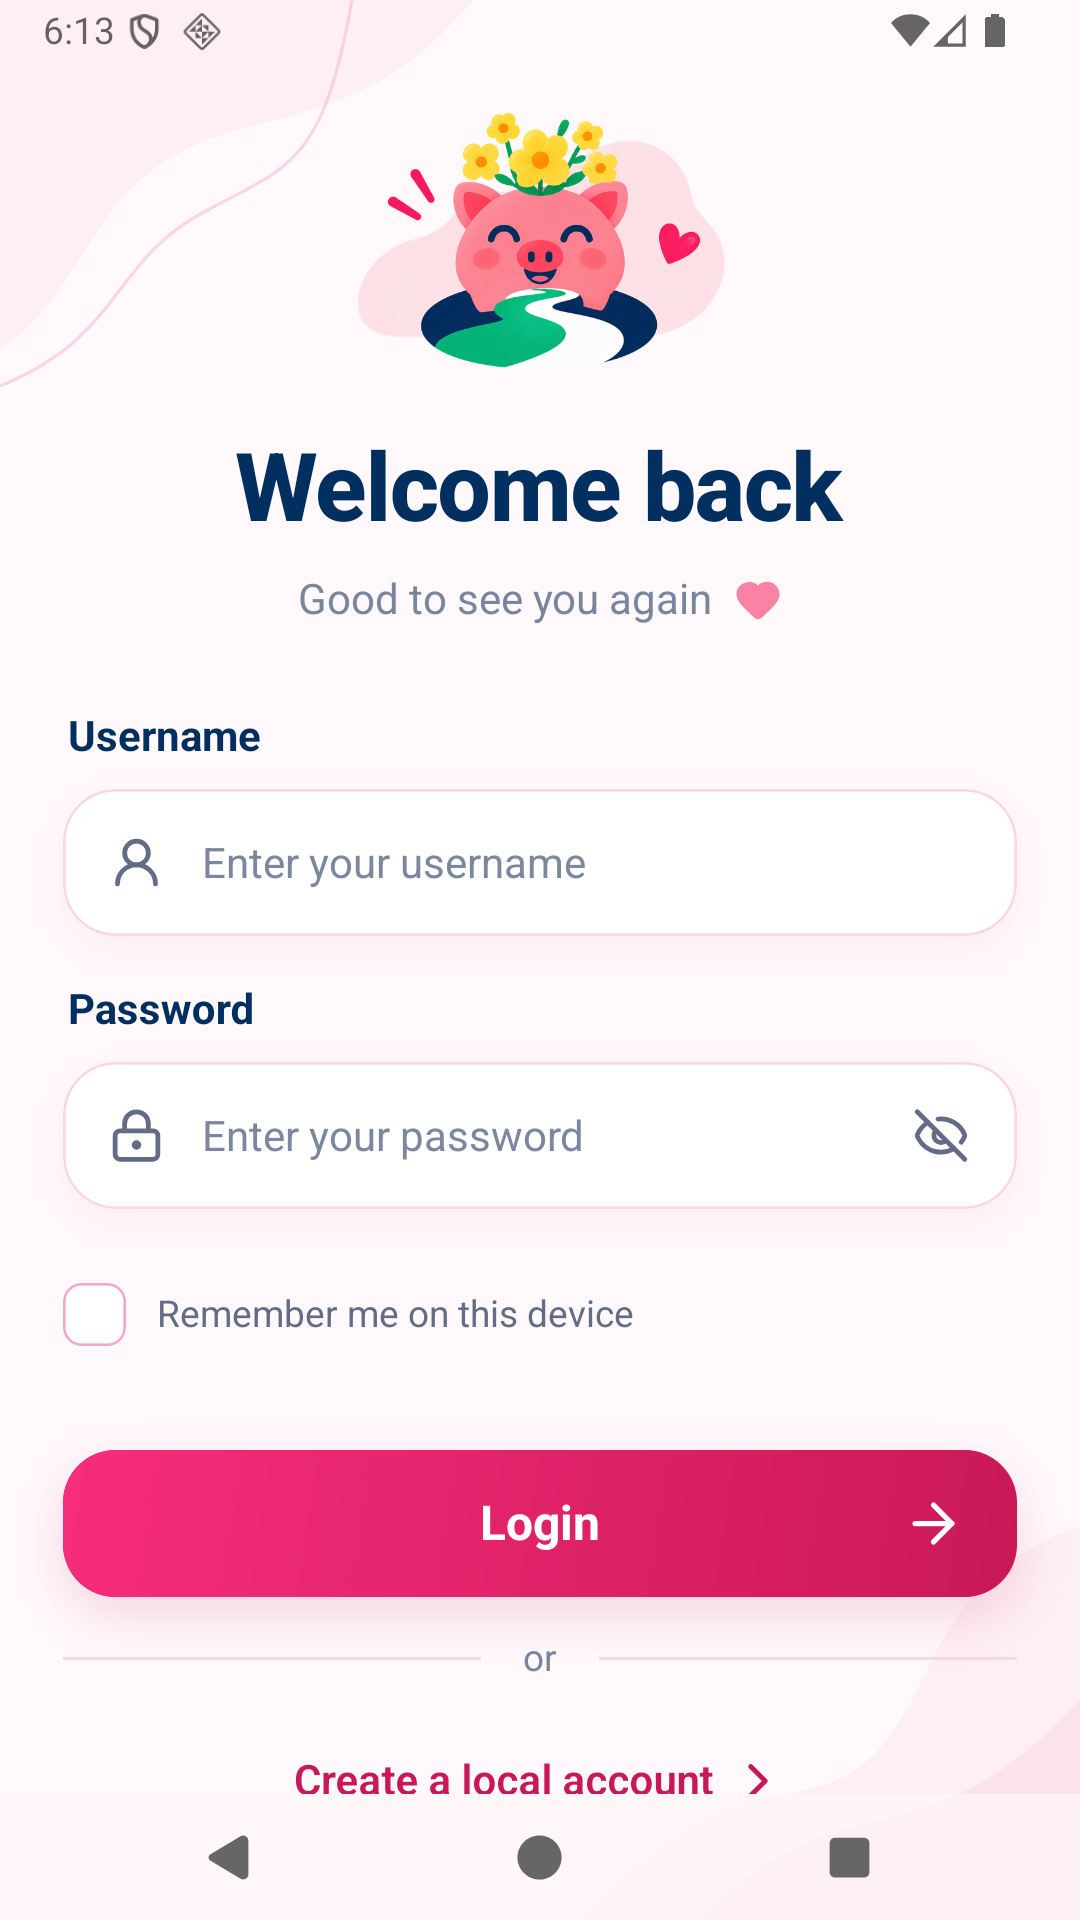 6:13
Welcome back
Good to see you again
Username
Enter your username
Password
Enter your password
Remember me on this device
Login
or
Create a local account